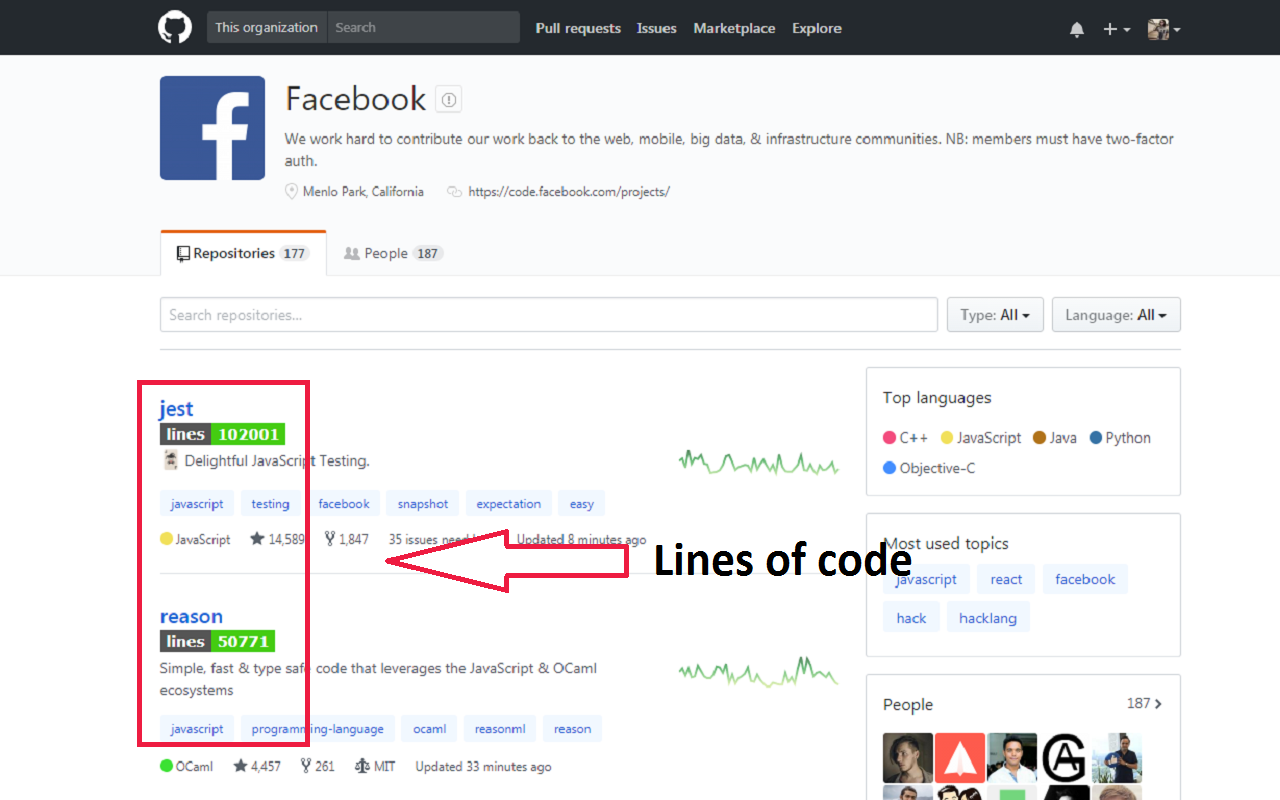 This organization Search Pull requests Issues Marketplace Explore
Facebook
We work hard to contribute our work back to the web, mobile, big data, & infrastructure communities. NB: members must have two-factor
auth.
Menlo Park, California https://code.facebook.com/projects/
Repositories 177 People 187
Search repositories... Type: All Language: All
jest
lines 102001
Delightful JavaScript Testing.
javascript testing facebook snapshot expectation easy
JavaScript 14,589 1,847 35 issues need Updated 8 minutes ago
Lines of code
reason
lines 50771
Simple, fast & type safe code that leverages the JavaScript & OCaml
ecosystems
javascript programming-language ocaml reasonml reason
OCaml 4,457 261 MIT Updated 33 minutes ago
Top languages
C++ JavaScript Java Python
Objective-C
Most used topics
javascript react facebook
hack hacklang
People 187